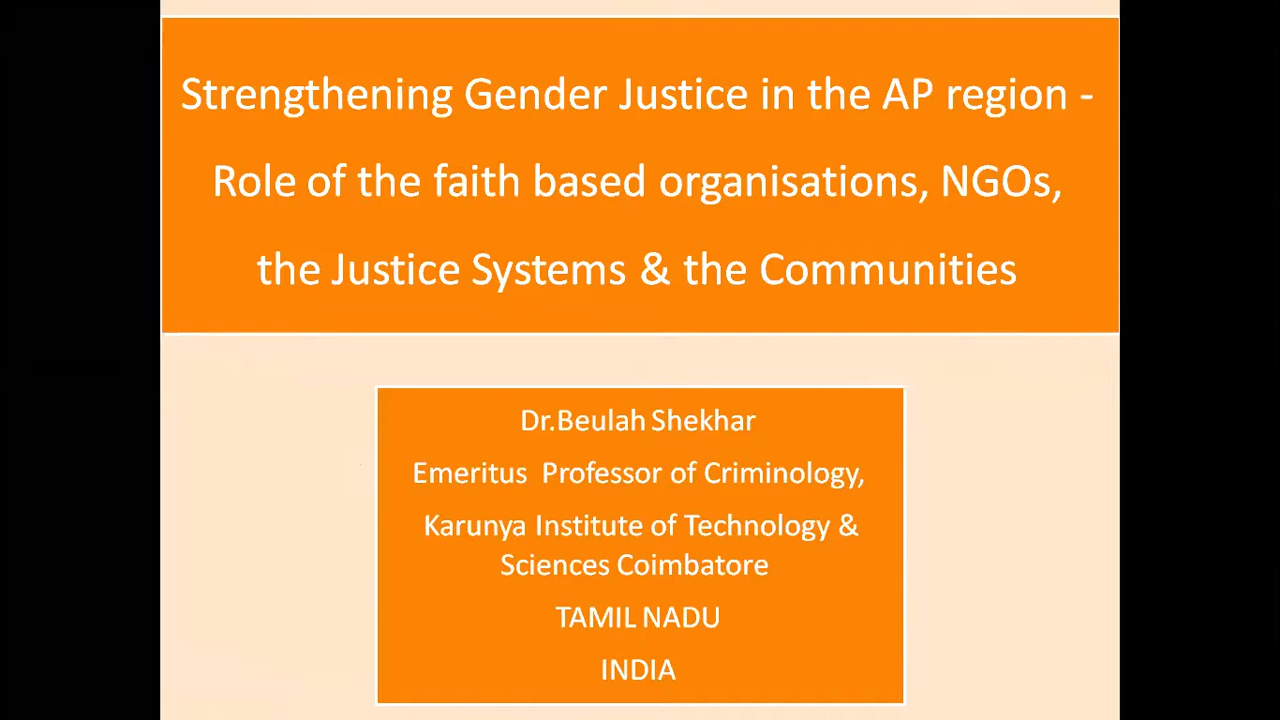 Strengthening Gender Justice in the AP region -
Role of the faith based organisations, NGOs,
the Justice Systems & the Communities
Dr.Beulah Shekhar
Emeritus Professor of Criminology,
Karunya Institute of Technology &
Sciences Coimbatore
TAMIL NADU
INDIA